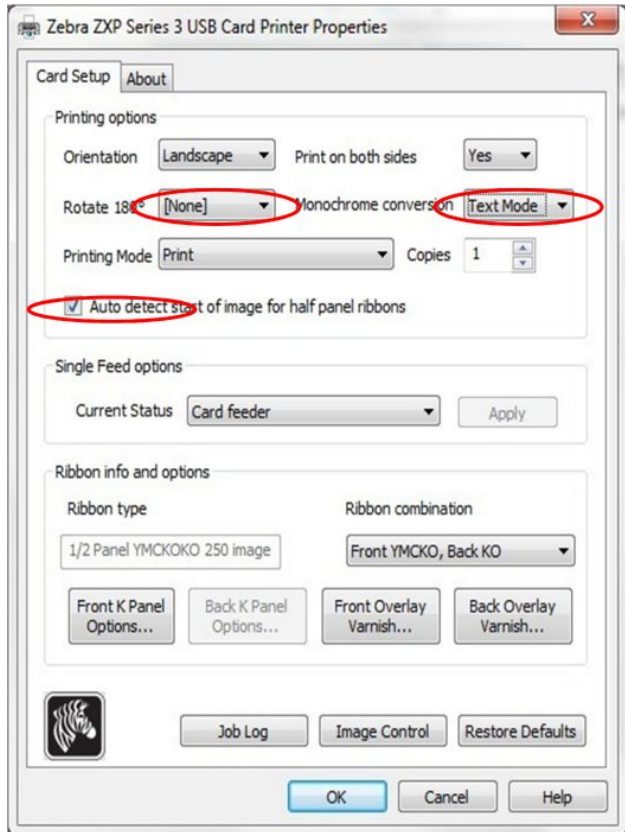 Zebra ZXP Series 3 USB Card Printer Properties
Card Setup About
Printing options
Orientation Landscape Print on both sides Yes
Rotate 180° [None] Monochrome conversion Text Mode
Printing Mode Print Copies 1
Auto detect start of image for half panel ribbons
Single Feed options
Current Status Card feeder Apply
Ribbon info and options
Ribbon type Ribbon combination
1/2 Panel YMCKOKO 250 image Front YMCKO, Back KO
Front K Panel Options... Back K Panel Options... Front Overlay Varnish... Back Overlay Varnish...
Job Log Image Control Restore Defaults
OK Cancel Help